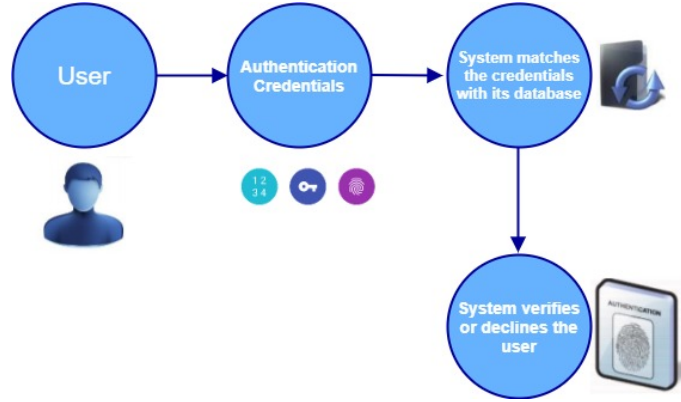 User
Authentication
Credentials
System matches
the credentials
with its database
1 2
3 4
System verifies
or declines the
user
AUTHENTICATION